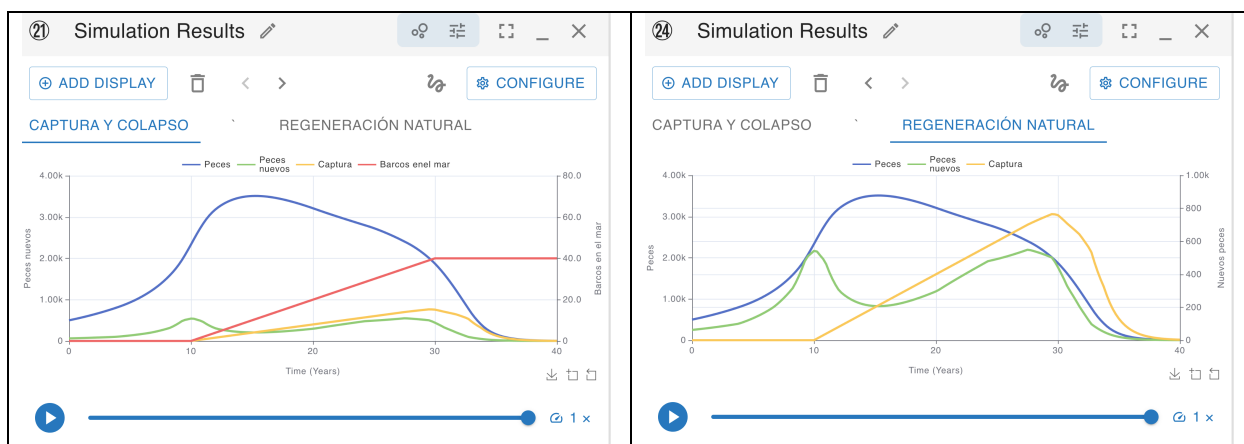 ㉑ Simulation Results
ADD DISPLAY CONFIGURE
CAPTURA Y COLAPSO ` REGENERACIÓN NATURAL
Peces Peces nuevos Captura Barcos enel mar
4.00k 80.0
3.00k 60.0
2.00k 40.0
1.00k 20.0
0 0
Peces nuevos
Barcos en el mar
0 10 20 30 40
Time (Years)
1 ×
㉔ Simulation Results
ADD DISPLAY CONFIGURE
CAPTURA Y COLAPSO ` REGENERACIÓN NATURAL
Peces Peces nuevos Captura
4.00k 1.00k
3.00k 800
2.00k 600
1.00k 400
0 200
0
Peces
Nuevos peces
0 10 20 30 40
Time (Years)
1 ×